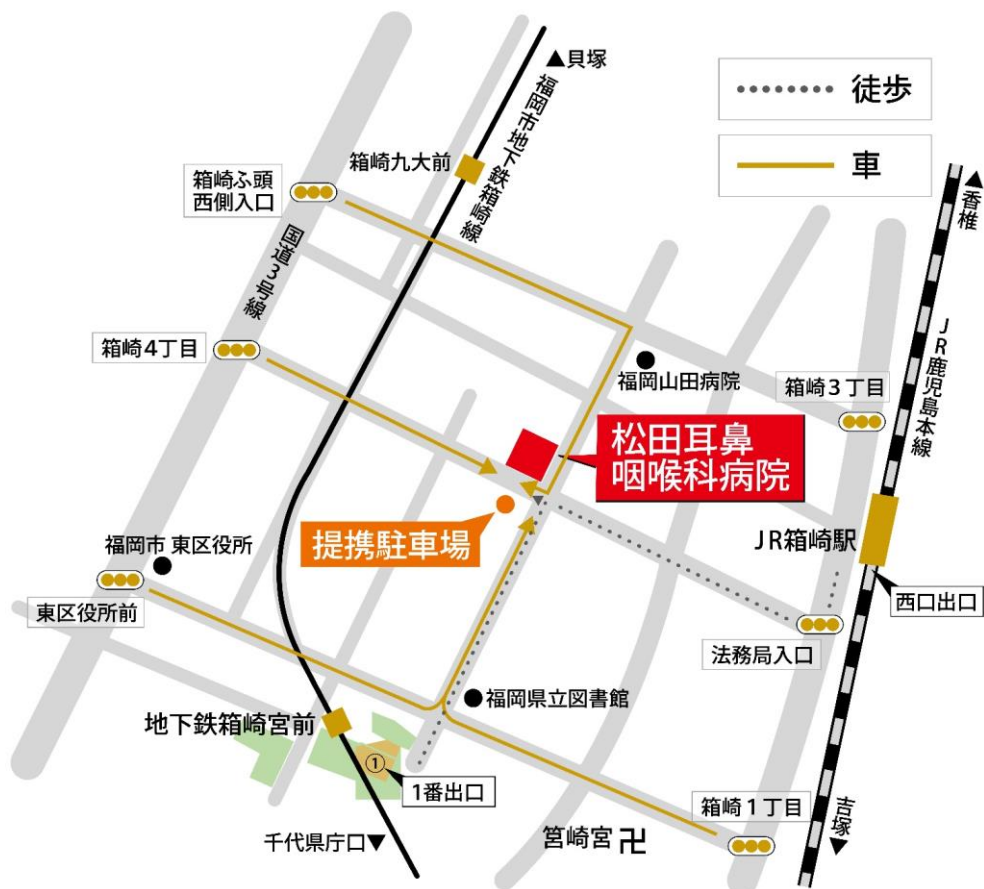 ▲貝塚
福岡市地下鉄箱崎線
徒歩
車
箱崎九大前
箱崎ふ頭
西側入口
▲香椎
国道3号線
JR鹿児島本線
箱崎4丁目
福岡山田病院
箱崎3丁目
松田耳鼻
咽喉科病院
提携駐車場
JR箱崎駅
福岡市 東区役所
西口出口
東区役所前
法務局入口
福岡県立図書館
地下鉄箱崎宮前
①
1番出口
箱崎1丁目
吉塚▼
千代県庁口▼
筥崎宮 卍